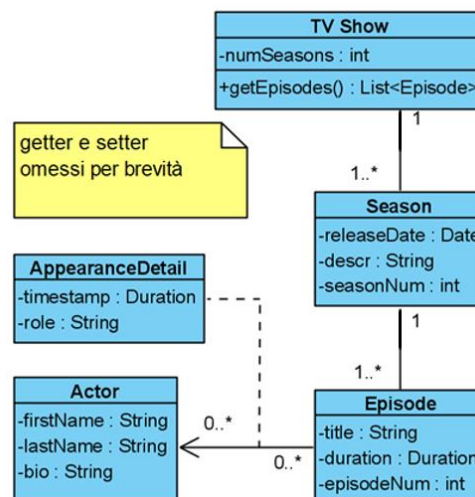 TV Show
-numSeasons : int
+getEpisodes() : List<Episode>
1
getter e setter
omessi per brevità
1..*
Season
-releaseDate : Date
-descr : String
-seasonNum : int
AppearanceDetail
-timestamp : Duration
-role : String
1
1..*
Actor
-firstName : String
-lastName : String
-bio : String
0..*
0..*
Episode
-title : String
-duration : Duration
-episodeNum : int